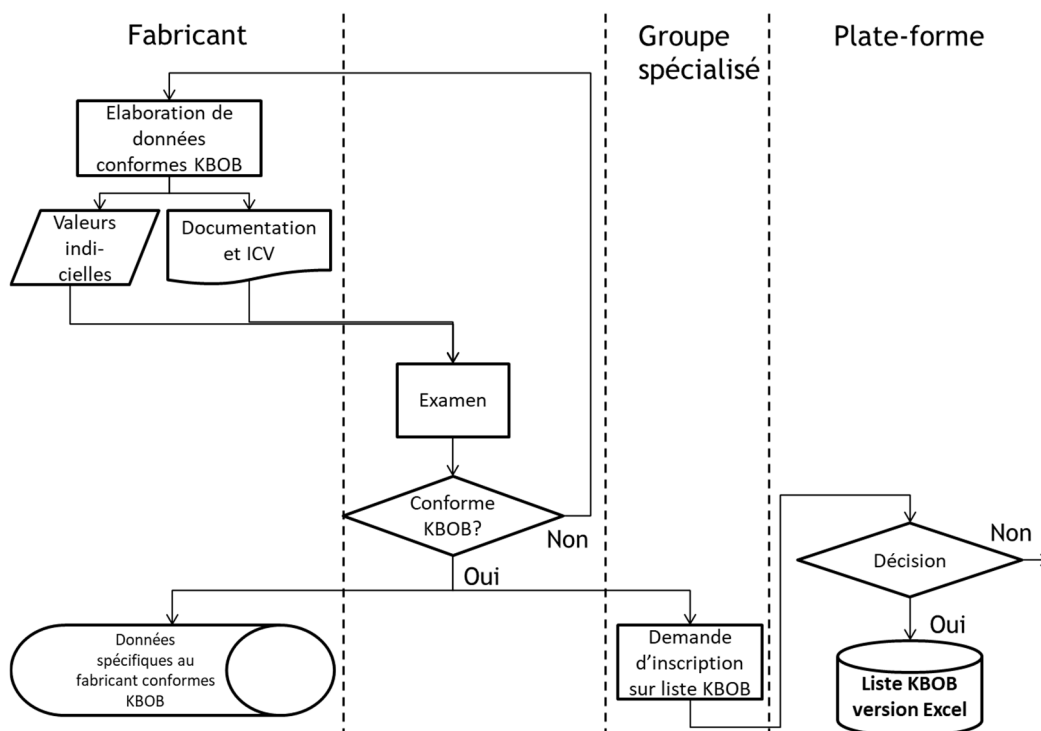 Fabricant
Groupe
spécialisé
Plate-forme
Elaboration de
données
conformes KBOB
Valeurs
indi-
cielles
Documentation
et ICV
Examen
Conforme
KBOB?
Non
Oui
Décision
Non
Oui
Données
spécifiques au
fabricant conformes
KBOB
Demande
d’inscription
sur liste KBOB
Liste KBOB
version Excel